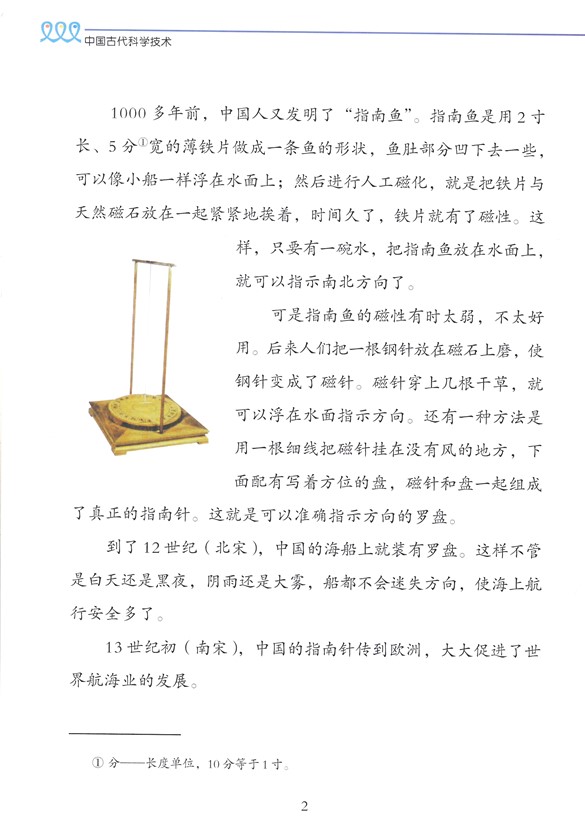 中国古代科学技术
1000多年前，中国人又发明了“指南鱼”。指南鱼是用2寸
长、5分①宽的薄铁片做成一条鱼的形状，鱼肚部分凹下去一些，
可以像小船一样浮在水面上；然后进行人工磁化，就是把铁片与
天然磁石放在一起紧紧地挨着，时间久了，铁片就有了磁性。这
样，只要有一碗水，把指南鱼放在水面上，
就可以指示南北方向了。
可是指南鱼的磁性有时太弱，不太好
用。后来人们把一根钢针放在磁石上磨，使
钢针变成了磁针。磁针穿上几根干草，就
可以浮在水面指示方向。还有一种方法是
用一根细线把磁针挂在没有风的地方，下
面配有写着方位的盘，磁针和盘一起组成
了真正的指南针。这就是可以准确指示方向的罗盘。
到了12世纪（北宋），中国的海船上就装有罗盘。这样不管
是白天还是黑夜，阴雨还是大雾，船都不会迷失方向，使海上航
行安全多了。
13世纪初（南宋），中国的指南针传到欧洲，大大促进了世
界航海业的发展。
① 分——长度单位，10分等于1寸。
2